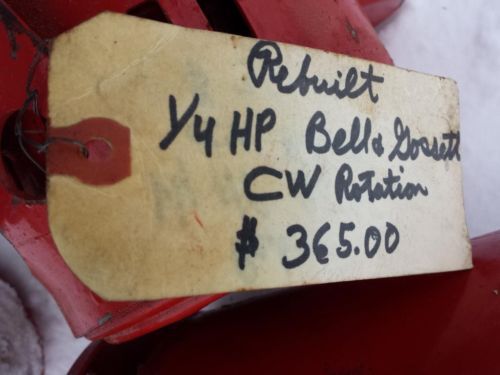 Rebuilt
1/4 HP Bell & Gossett
CW Rotation
$ 365.00